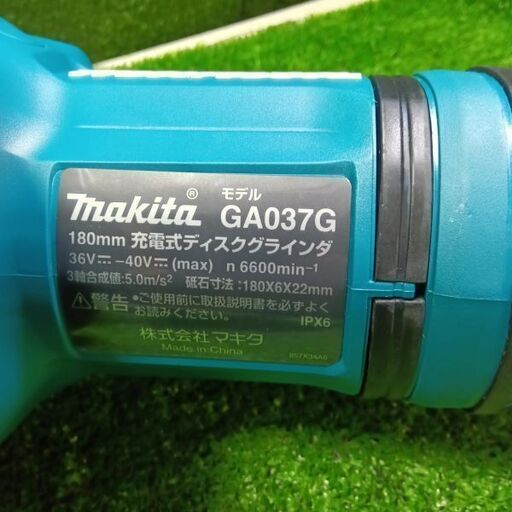 makita® モデル GA037G
180mm 充電式ディスクグラインダ
36V⎓ -40V⎓(max) n 6600min⁻¹
3軸合成値:5.0m/s² 砥石寸法:180X6X22mm
⚠警告 ●ご使用前に取扱説明書を必ずよく
お読みください。
IPX6
株式会社マキタ
Made in China